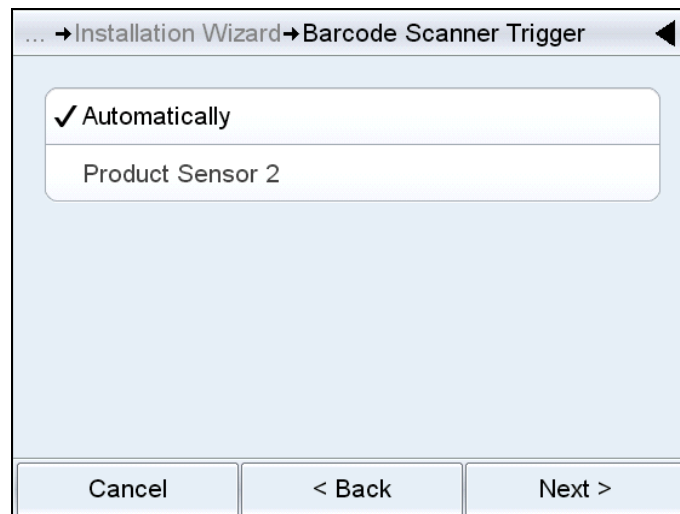 ... →Installation Wizard→Barcode Scanner Trigger
✓ Automatically
Product Sensor 2
Cancel
< Back
Next >